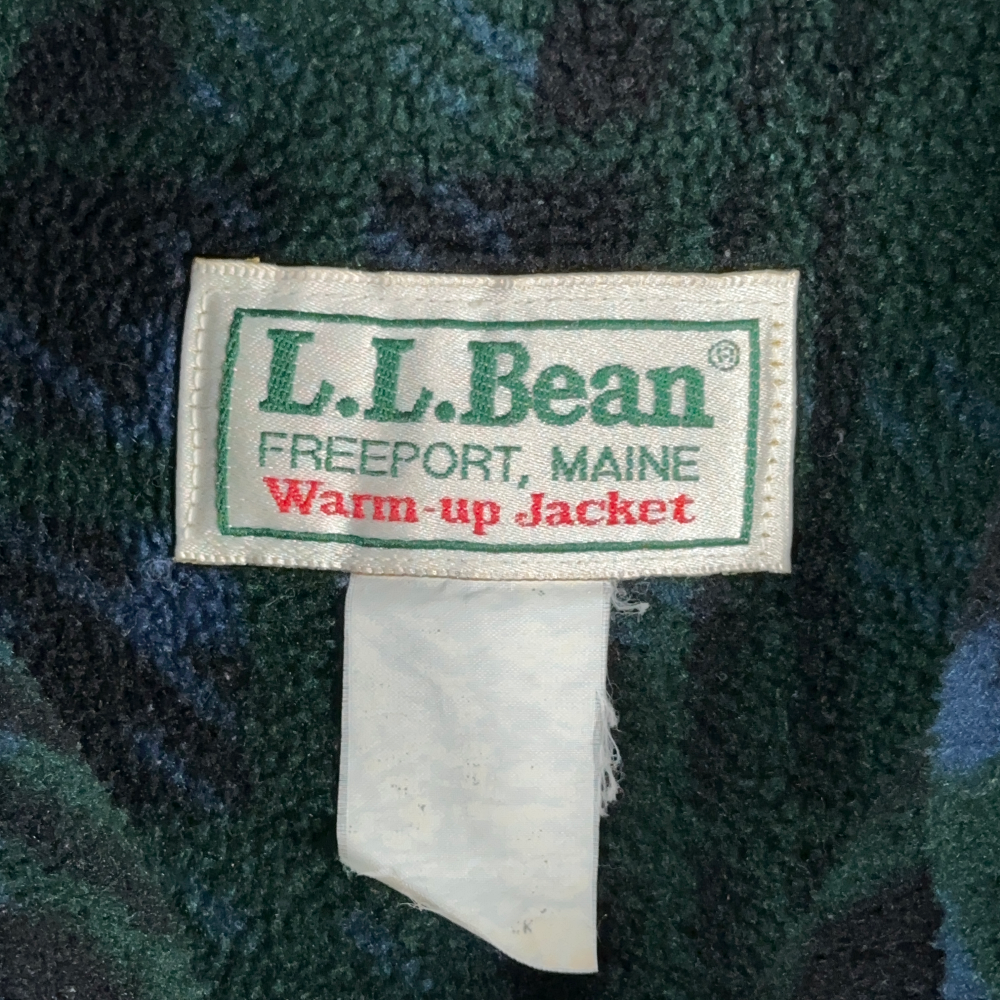 L.L.Bean®
FREEPORT, MAINE
Warm-up Jacket
K